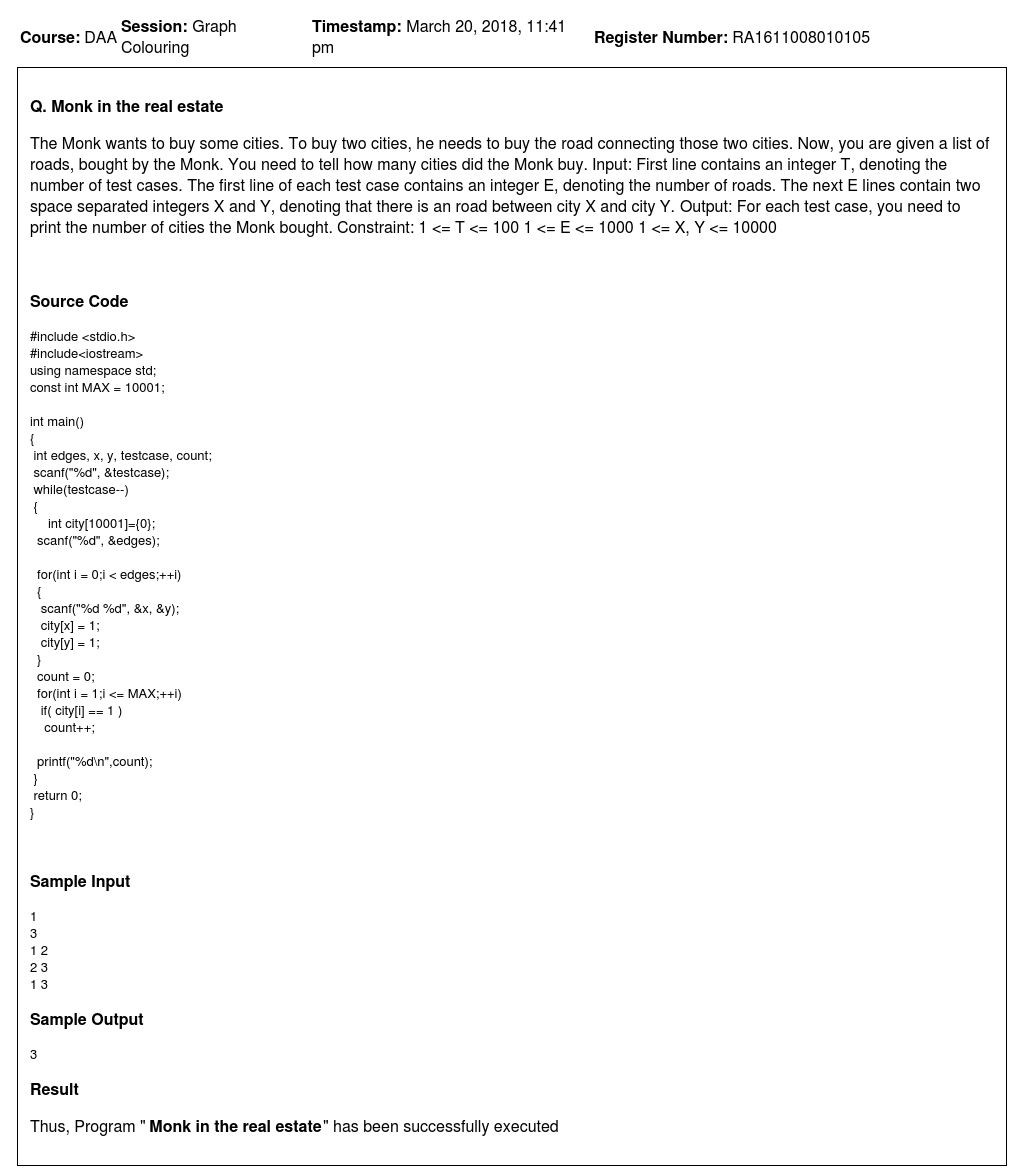 Course: DAA Session: Graph Colouring Timestamp: March 20, 2018, 11:41 pm Register Number: RA1611008010105
Q. Monk in the real estate
The Monk wants to buy some cities. To buy two cities, he needs to buy the road connecting those two cities. Now, you are given a list of
roads, bought by the Monk. You need to tell how many cities did the Monk buy. Input: First line contains an integer T, denoting the
number of test cases. The first line of each test case contains an integer E, denoting the number of roads. The next E lines contain two
space separated integers X and Y, denoting that there is an road between city X and city Y. Output: For each test case, you need to
print the number of cities the Monk bought. Constraint: 1 <= T <= 100 1 <= E <= 1000 1 <= X, Y <= 10000
Source Code
#include <stdio.h>
#include<iostream>
using namespace std;
const int MAX = 10001;
int main()
{
int edges, x, y, testcase, count;
scanf("%d", &testcase);
while(testcase--)
{
int city[10001]={0};
scanf("%d", &edges);
for(int i = 0;i < edges;++i)
{
scanf("%d %d", &x, &y);
city[x] = 1;
city[y] = 1;
}
count = 0;
for(int i = 1;i <= MAX;++i)
if( city[i] == 1 )
count++;
printf("%d\n",count);
}
return 0;
}
Sample Input
1
3
1 2
2 3
1 3
Sample Output
3
Result
Thus, Program " Monk in the real estate" has been successfully executed